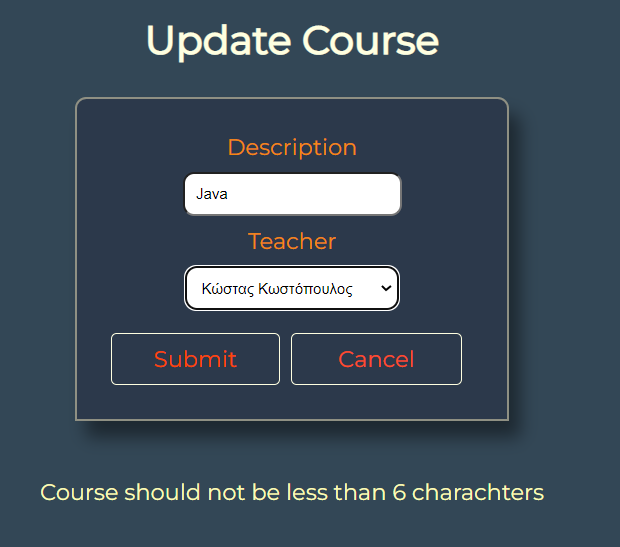 Update Course
Description
Java
Teacher
Κώστας Κωστόπουλος
Submit Cancel
Course should not be less than 6 charachters